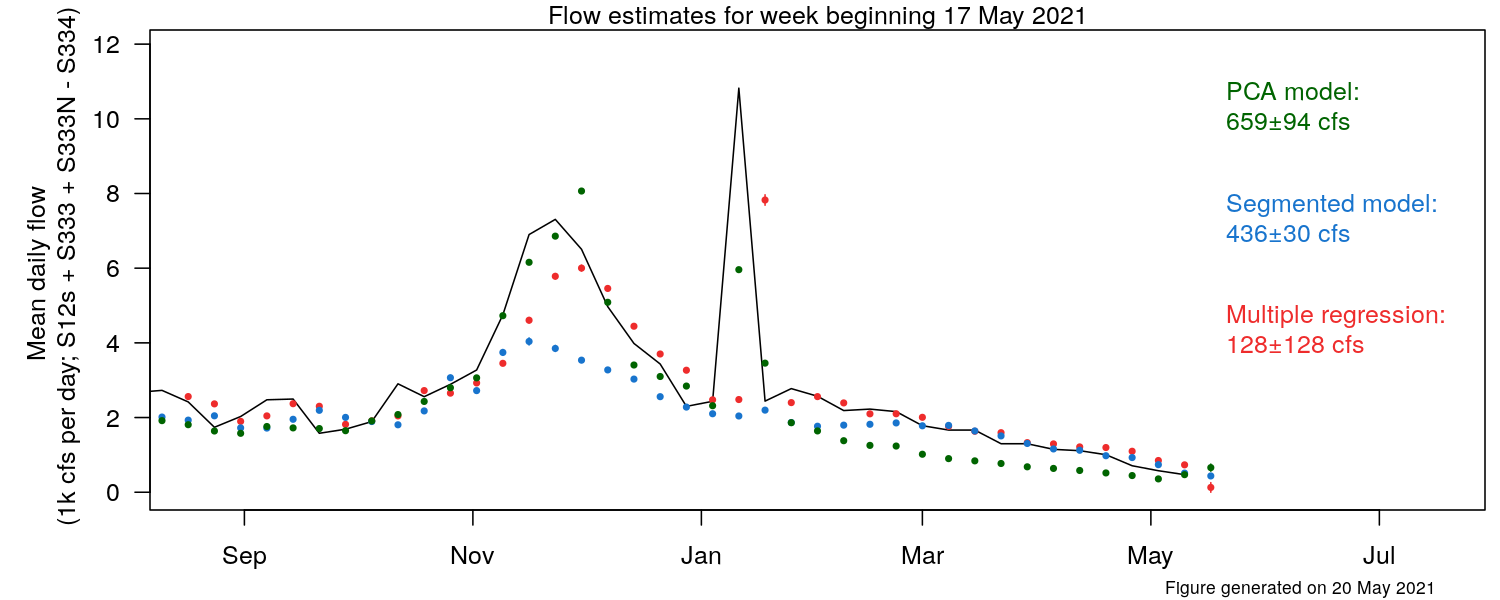 Flow estimates for week beginning 17 May 2021
Mean daily flow
(1k cfs per day; S12s + S333 + S333N - S334)
12
10
8
6
4
2
0
PCA model:
659±94 cfs
Segmented model:
436±30 cfs
Multiple regression:
128±128 cfs
Sep Nov Jan Mar May Jul
Figure generated on 20 May 2021